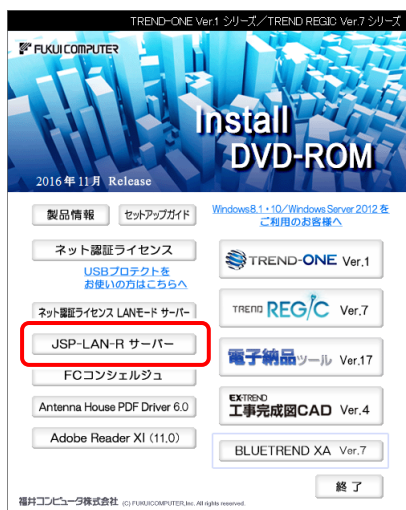 TREND-ONE Ver.1 シリーズ／TREND REGIC Ver.7 シリーズ
FUKUI COMPUTER
Install
DVD-ROM
2016年11月 Release
製品情報
セットアップガイド
Windows8.1・10／Windows Server 2012 を
ご利用のお客様へ
ネット認証ライセンス
USBプロテクトを
お使いの方はこちらへ
ネット認証ライセンス LANモード サーバー
JSP-LAN-R サーバー
FCコンシェルジュ
Antenna House PDF Driver 6.0
Adobe Reader XI (11.0)
TREND-ONE Ver.1
TREND REGIC Ver.7
電子納品ツール Ver.17
EX-TREND
工事完成図CAD Ver.4
BLUETREND XA Ver.7
終了
福井コンピュータ株式会社 (C) FUKUICOMPUTER,Inc. All rights reserved.